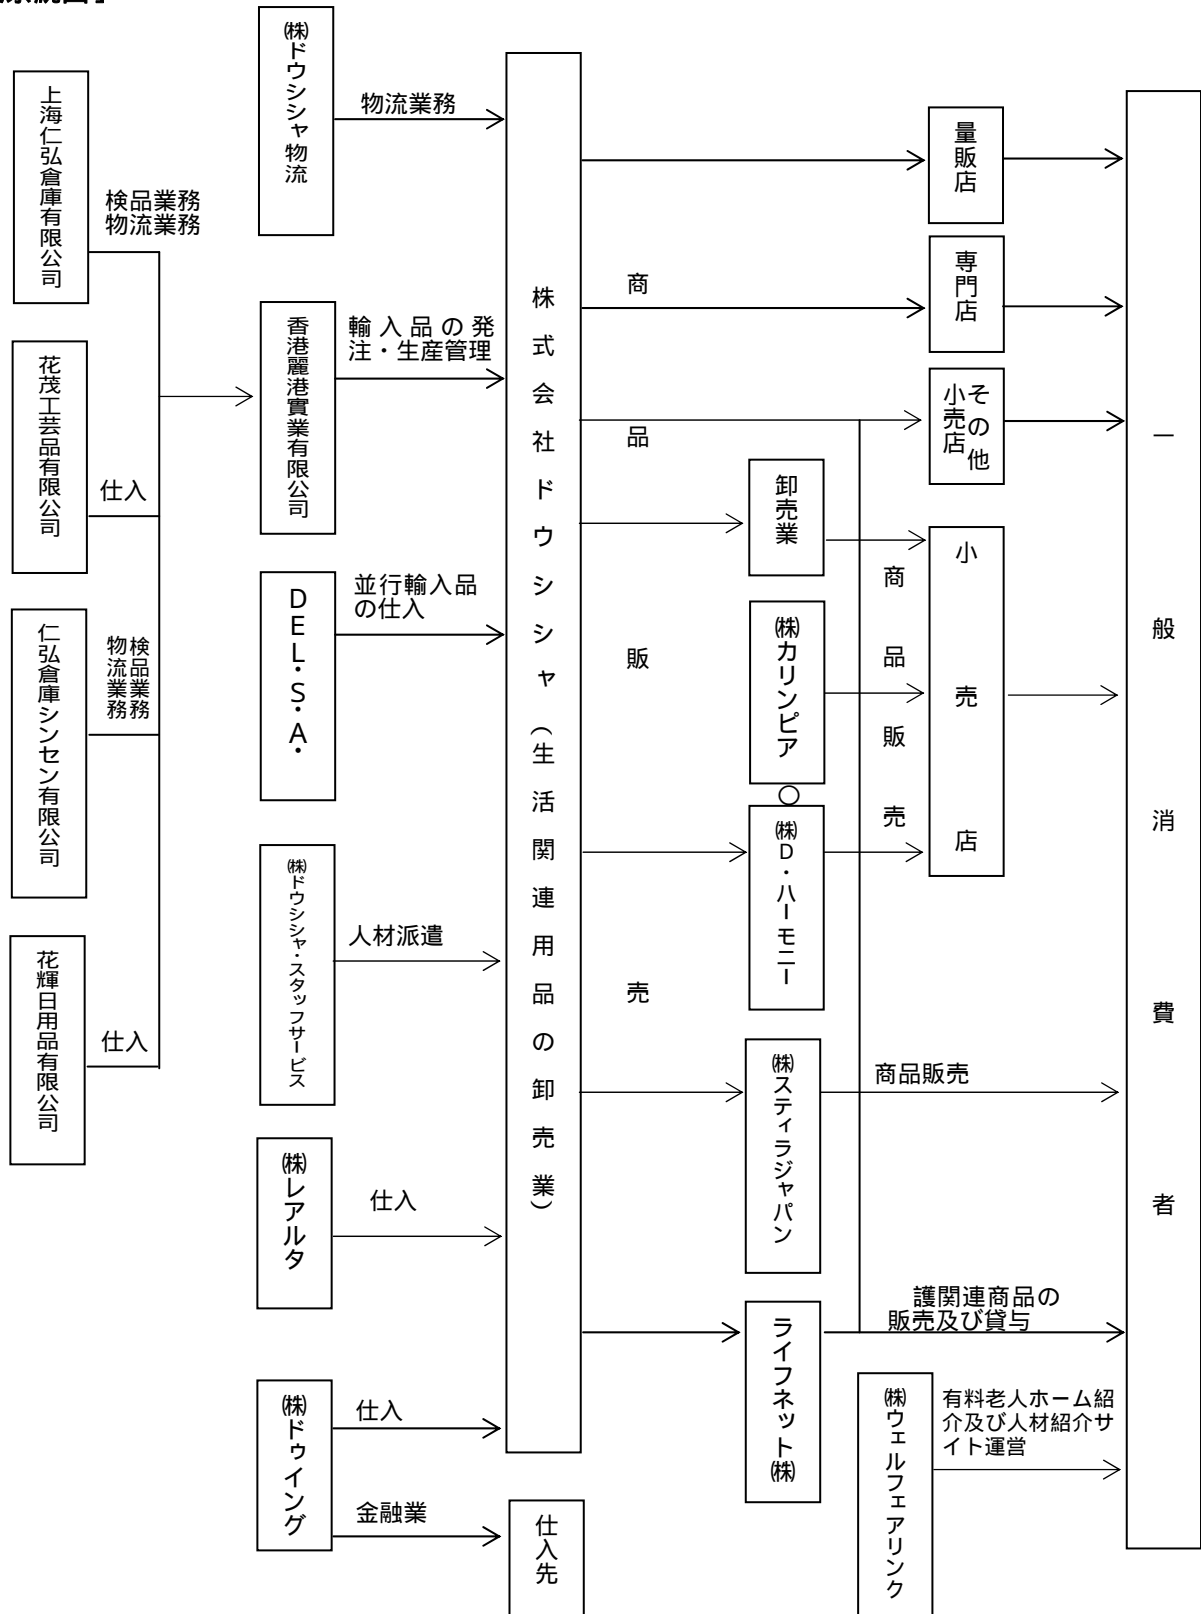 ㈱ドウシシャ物流
物流業務
上海仁弘倉庫有限公司
検品業務
物流業務
香港麗港實業有限公司
輸入品の発
注・生産管理
花茂工芸品有限公司
仕入
DEL・S・A・
並行輸入品
の仕入
仁弘倉庫シンセン有限公司
検品業務
物流業務
㈱ドウシシャ・スタッフサービス
人材派遣
花輝日用品有限公司
仕入
㈱レアルタ
仕入
㈱ドゥイング
仕入
金融業
仕入先
株式会社ドウシシャ(生活関連用品の卸売業)
商品販売
量販店
専門店
その他
小売店
卸売業
㈱カリンピア
㈱D・ハーモニー
商品販売
小売店
㈱スティラジャパン
商品販売
ライフネット㈱
護関連商品の
販売及び貸与
㈱ウェルフェアリンク
有料老人ホーム紹
介及び人材紹介サ
イト運営
一般消費者